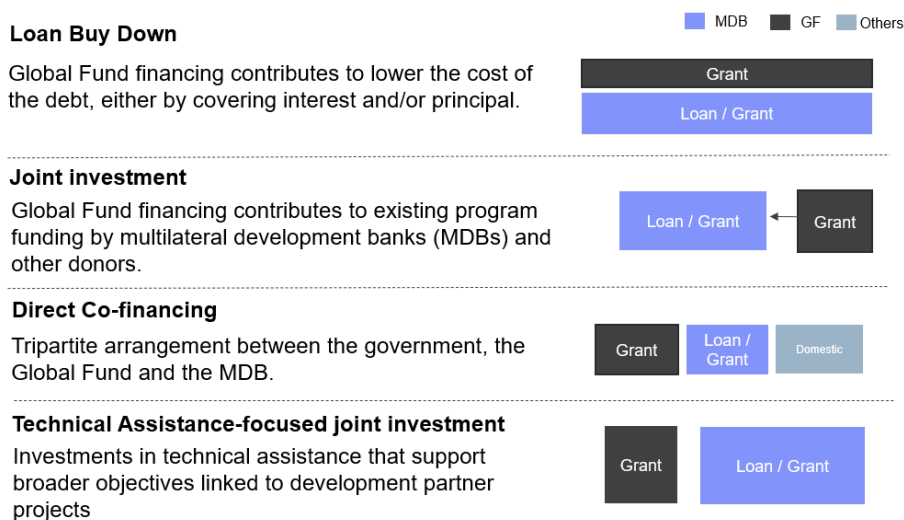 MDB GF Others
Loan Buy Down
Global Fund financing contributes to lower the cost of
the debt, either by covering interest and/or principal.
Grant
Loan / Grant
Joint investment
Global Fund financing contributes to existing program
funding by multilateral development banks (MDBs) and
other donors.
Loan / Grant
Grant
Direct Co-financing
Tripartite arrangement between the government, the
Global Fund and the MDB.
Grant
Loan /
Grant
Domestic
Technical Assistance-focused joint investment
Investments in technical assistance that support
broader objectives linked to development partner
projects
Grant
Loan / Grant